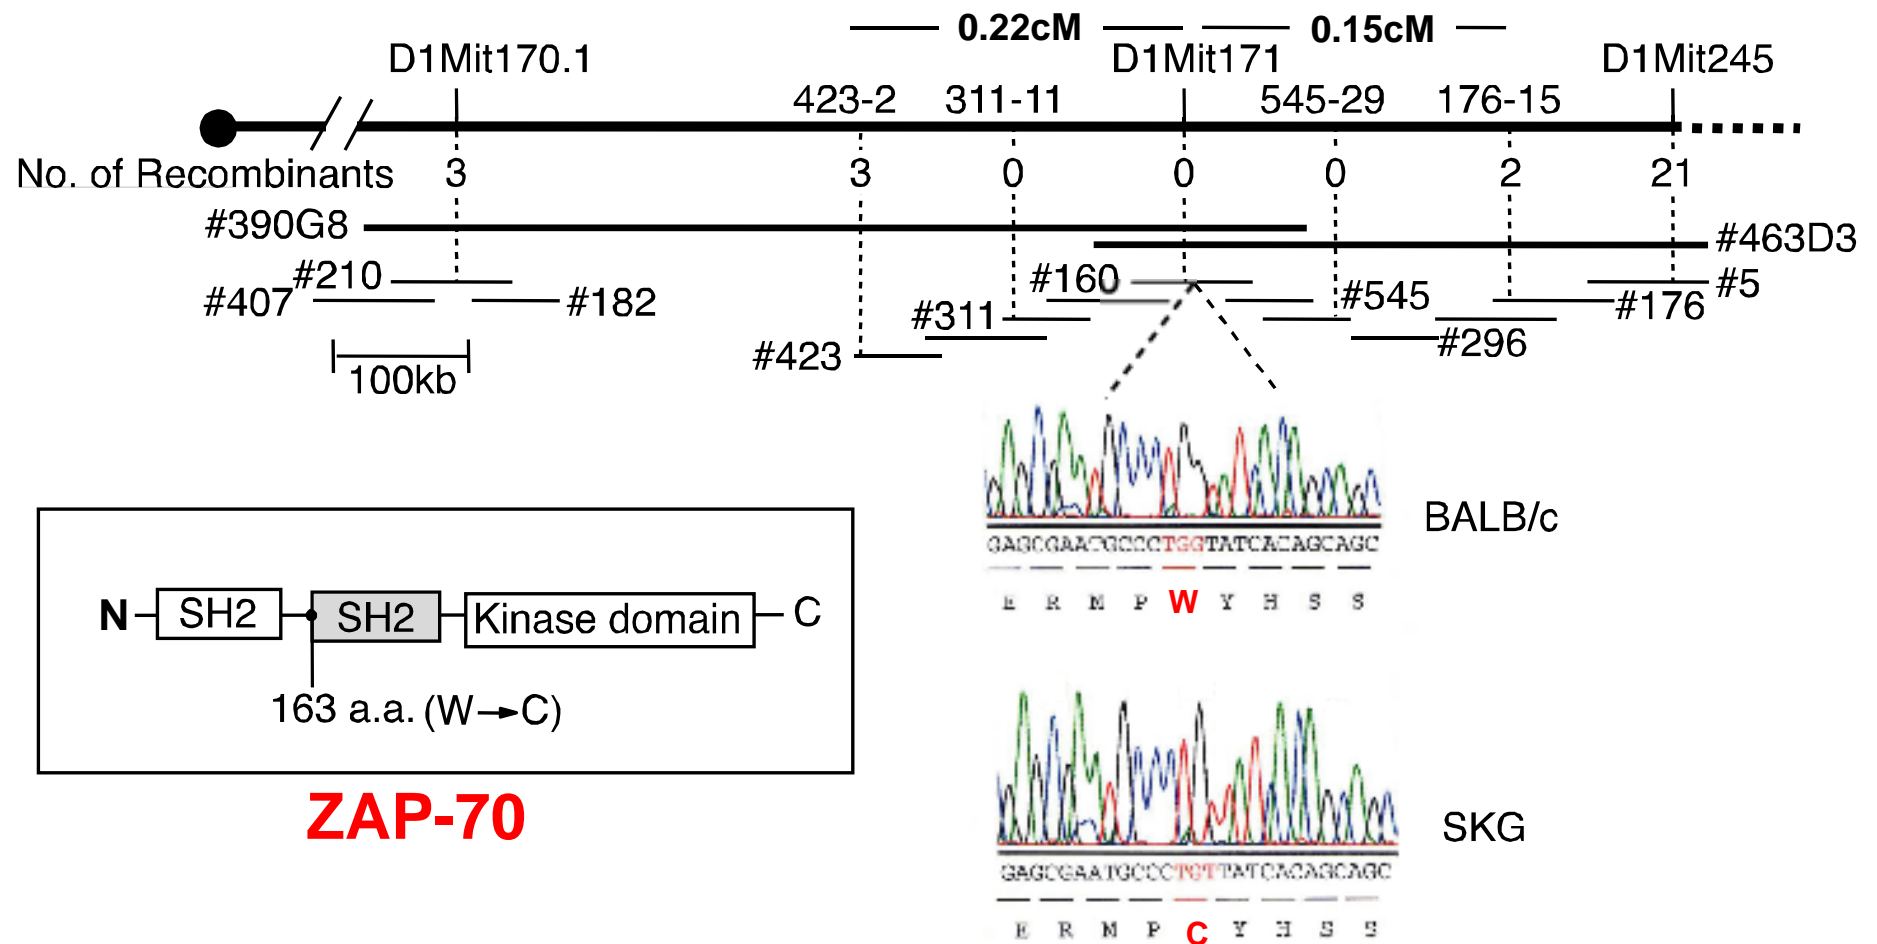 0.22cM 0.15cM
D1Mit170.1 D1Mit171 D1Mit245
423-2 311-11 545-29 176-15
No. of Recombinants 3 3 0 0 0 2 21
#390G8
#463D3
#210 #160 #5
#407 #182 #545 #176
#311
#423 #296
100kb
GAGCGAATGCCCTGGTATCACAGCAGC
BALB/c
E R M P W Y H S S
N SH2 SH2 Kinase domain C
163 a.a. (W→C)
ZAP-70
SKG
GAGCGAATGCCCTGTTATCACAGCAGC
E R M P C Y H S S